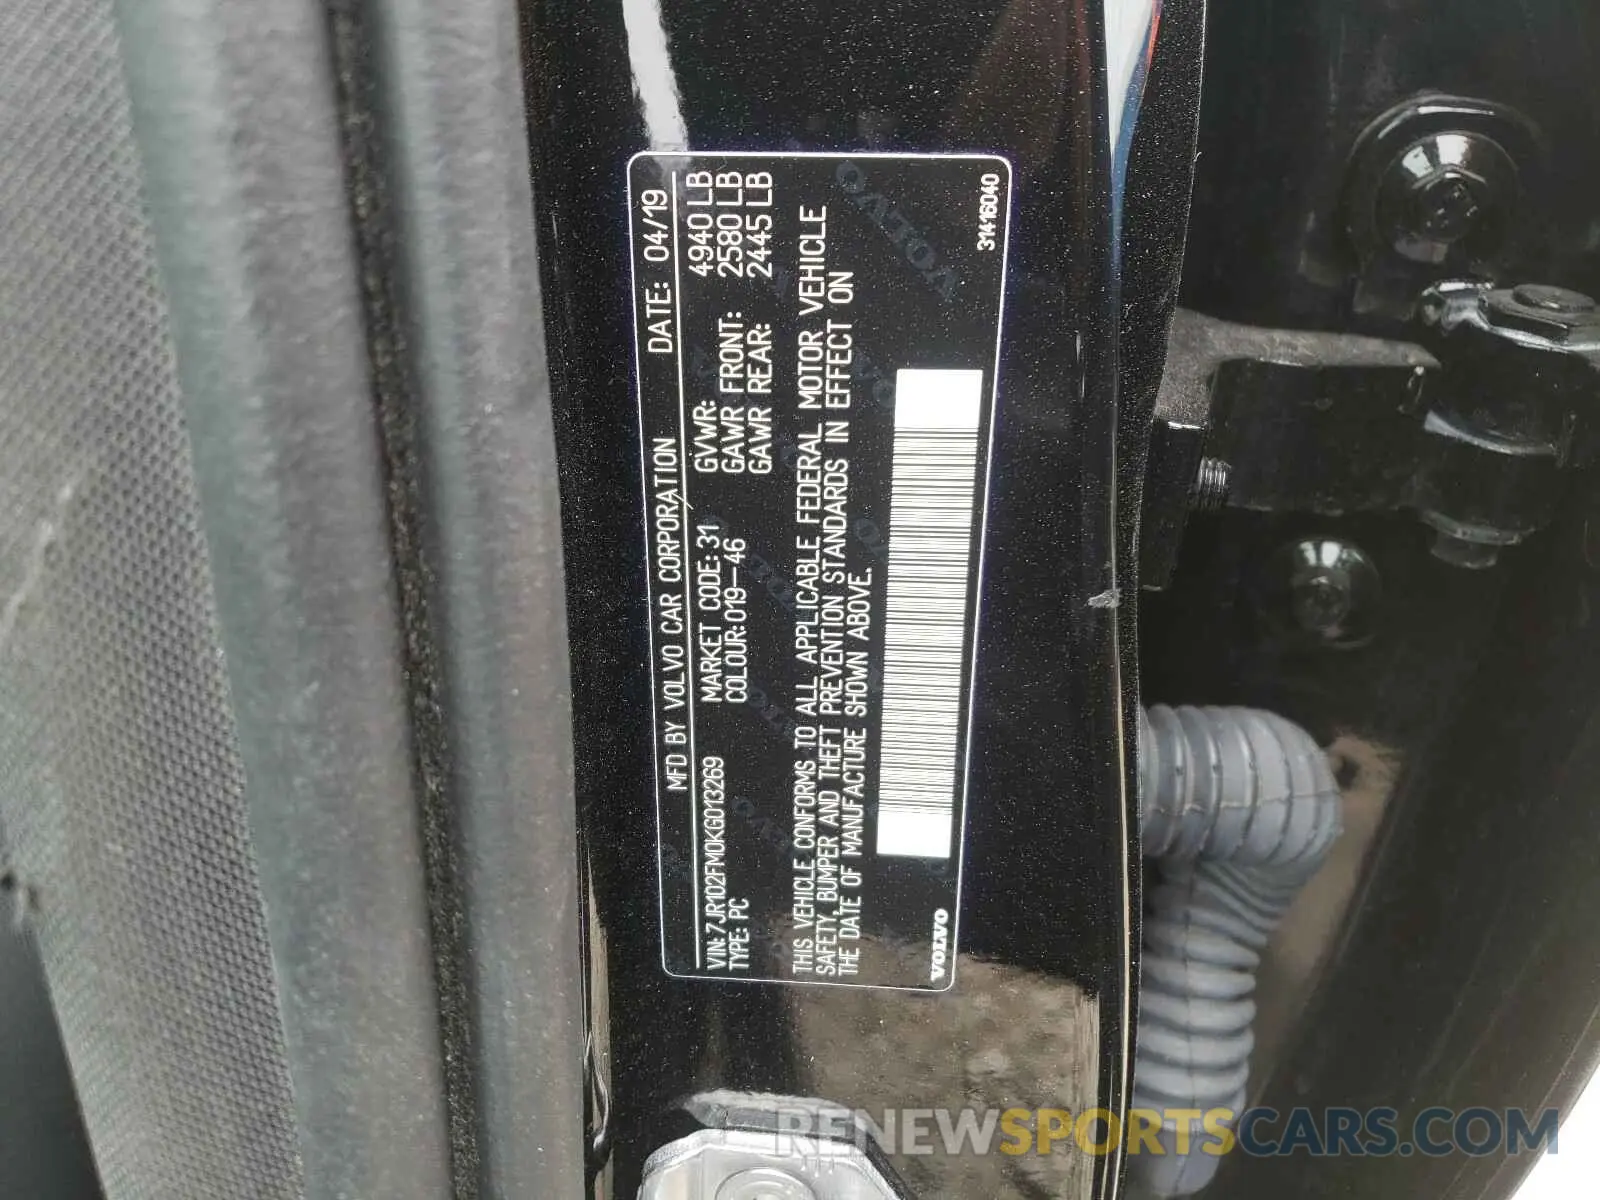 MFD BY VOLVO CAR CORPORATION DATE: 04/19
VIN: 7JR102FM0KG013269 MARKET CODE: 31 GVWR: 4940 LB
TYPE: PC COLOUR: 019-46 GAWR FRONT: 2580 LB
GAWR REAR: 2445 LB
THIS VEHICLE CONFORMS TO ALL APPLICABLE FEDERAL MOTOR VEHICLE
SAFETY, BUMPER AND THEFT PREVENTION STANDARDS IN EFFECT ON
THE DATE OF MANUFACTURE SHOWN ABOVE.
VOLVO 31416040
RENEWSPORTSCARS.COM